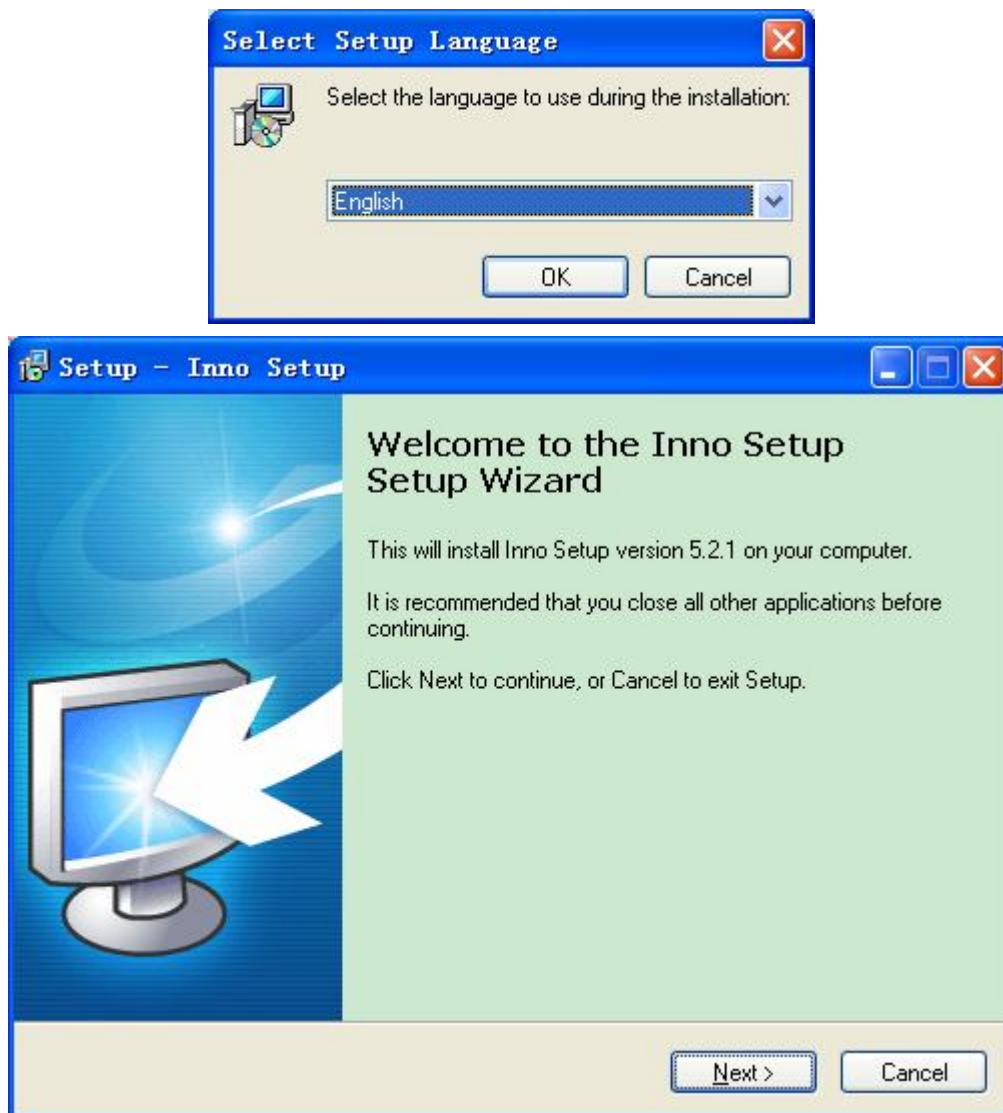 Select Setup Language
Select the language to use during the installation:
English
OK Cancel
Setup - Inno Setup
Welcome to the Inno Setup
Setup Wizard
This will install Inno Setup version 5.2.1 on your computer.
It is recommended that you close all other applications before
continuing.
Click Next to continue, or Cancel to exit Setup.
Next > Cancel